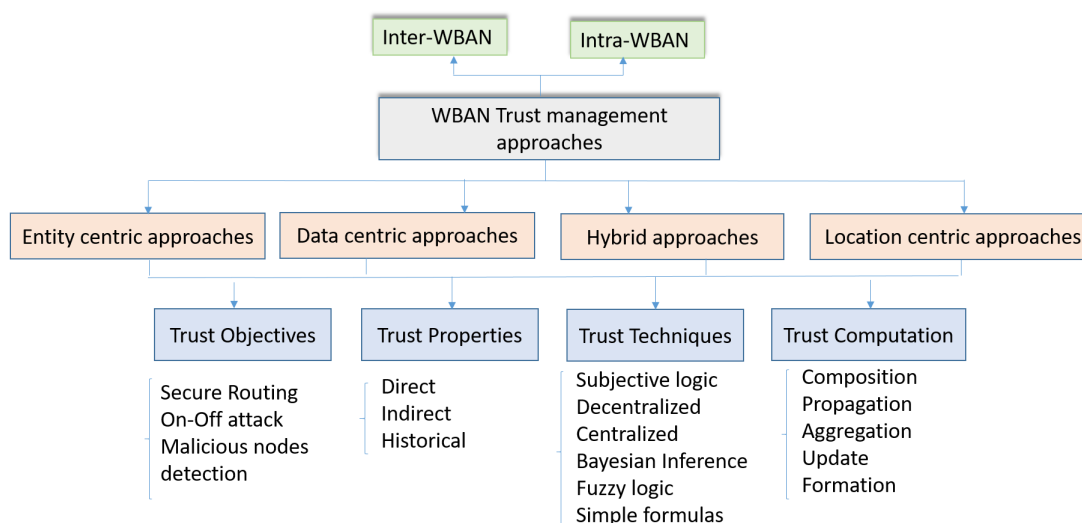 Inter-WBAN
Intra-WBAN
WBAN Trust management
approaches
Entity centric approaches
Data centric approaches
Hybrid approaches
Location centric approaches
Trust Objectives
Trust Properties
Trust Techniques
Trust Computation
Secure Routing
On-Off attack
Malicious nodes
detection
Direct
Indirect
Historical
Subjective logic
Decentralized
Centralized
Bayesian Inference
Fuzzy logic
Simple formulas
Composition
Propagation
Aggregation
Update
Formation